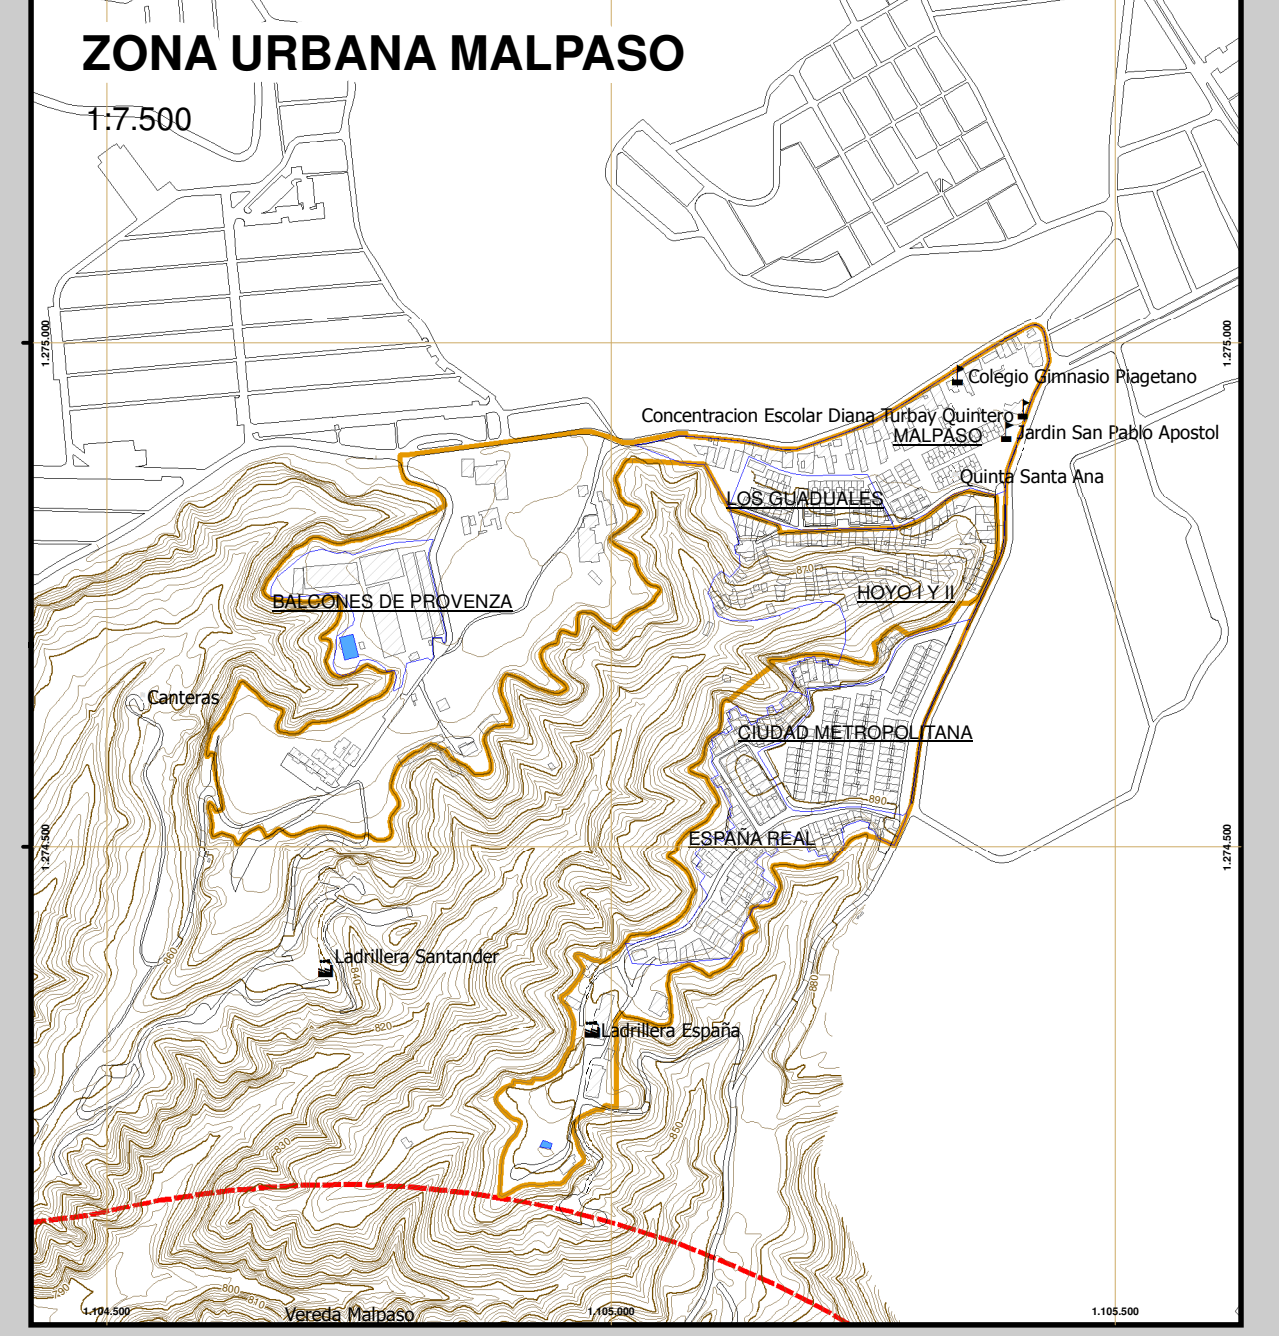 ZONA URBANA MALPASO
1:7.500
1.275.000
1.275.000
Colegio Gimnasio Piagetano
Concentracion Escolar Diana Turbay Quintero
MALPASO
Jardin San Pablo Apostol
Quinta Santa Ana
LOS GUADUALES
870
HOYO I Y II
BALCONES DE PROVENZA
Canteras
CIUDAD METROPOLITANA
890
ESPAÑA REAL
1.274.500
1.274.500
860
Ladrillera Santander
840
880
820
Ladrillera España
850
830
790
800
810
1.104.500
Vereda Malpaso
1.105.000
1.105.500